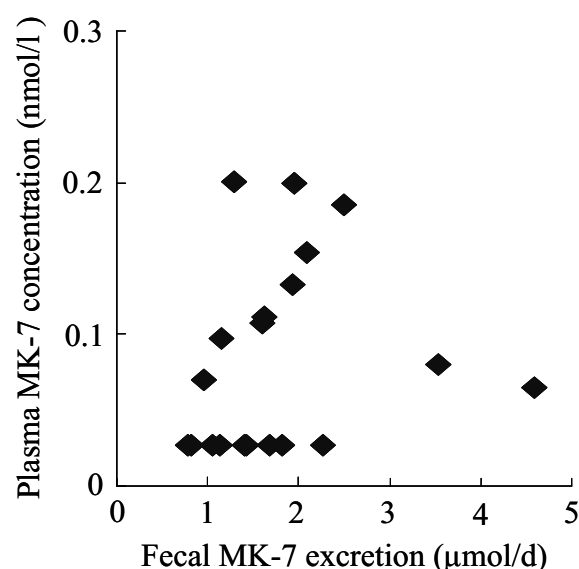 Plasma MK-7 concentration (nmol/l )
0.3
0.2
0.1
0
0 1 2 3 4 5
Fecal MK-7 excretion (μmol/d)